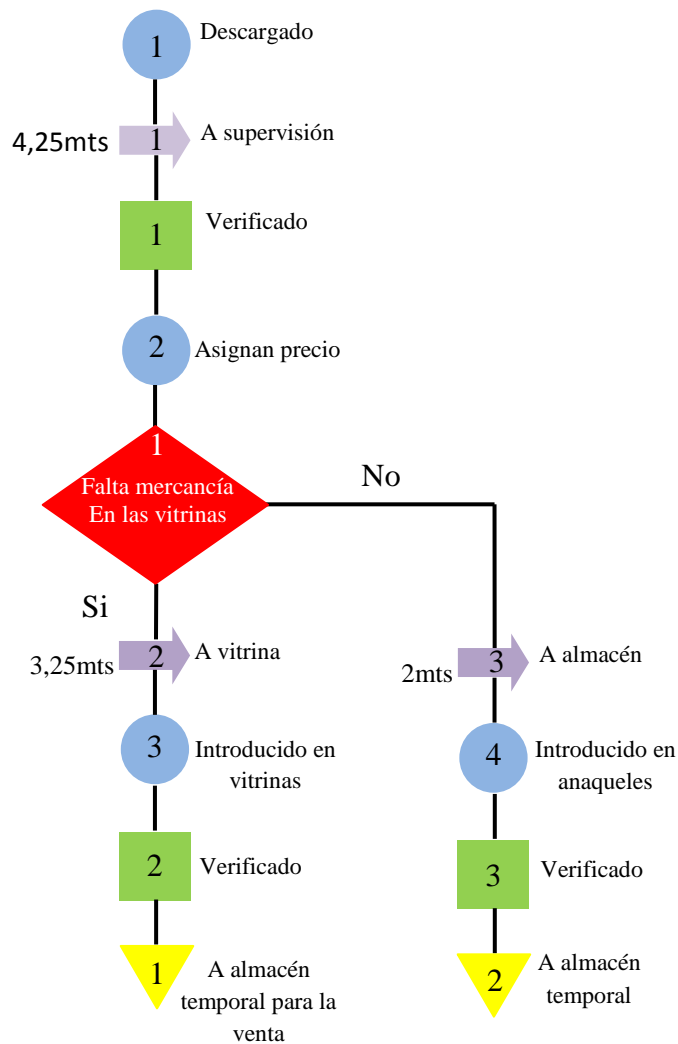 1
Descargado
4,25mts
1
A supervisión
1
Verificado
2
Asignan precio
1
Falta mercancía
En las vitrinas
No
Si
3,25mts
2
A vitrina
3
Introducido en
vitrinas
2
Verificado
1
A almacén
temporal para la
venta
2mts
3
A almacén
4
Introducido en
anaqueles
3
Verificado
2
A almacén
temporal